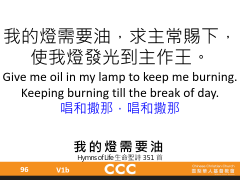 我的燈需要油，求主常賜下，
使我燈發光到主作王。
Give me oil in my lamp to keep me burning.
Keeping burning till the break of day.
唱和撒那，唱和撒那
我的燈需要油
Hymns of Life 生命聖詩 351 首
96 V1b CCC